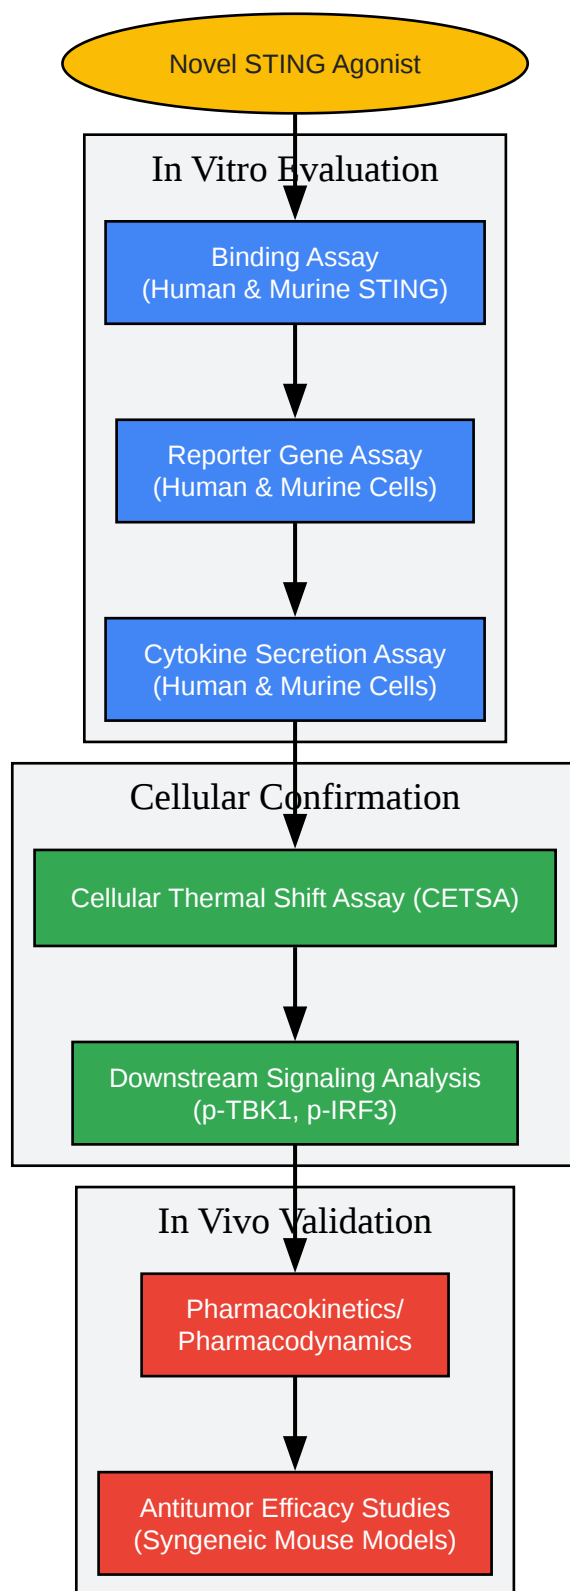 Novel STING Agonist
In Vitro Evaluation
Binding Assay
(Human & Murine STING)
Reporter Gene Assay
(Human & Murine Cells)
Cytokine Secretion Assay
(Human & Murine Cells)
Cellular Confirmation
Cellular Thermal Shift Assay (CETSA)
Downstream Signaling Analysis
(p-TBK1, p-IRF3)
In Vivo Validation
Pharmacokinetics/
Pharmacodynamics
Antitumor Efficacy Studies
(Syngeneic Mouse Models)